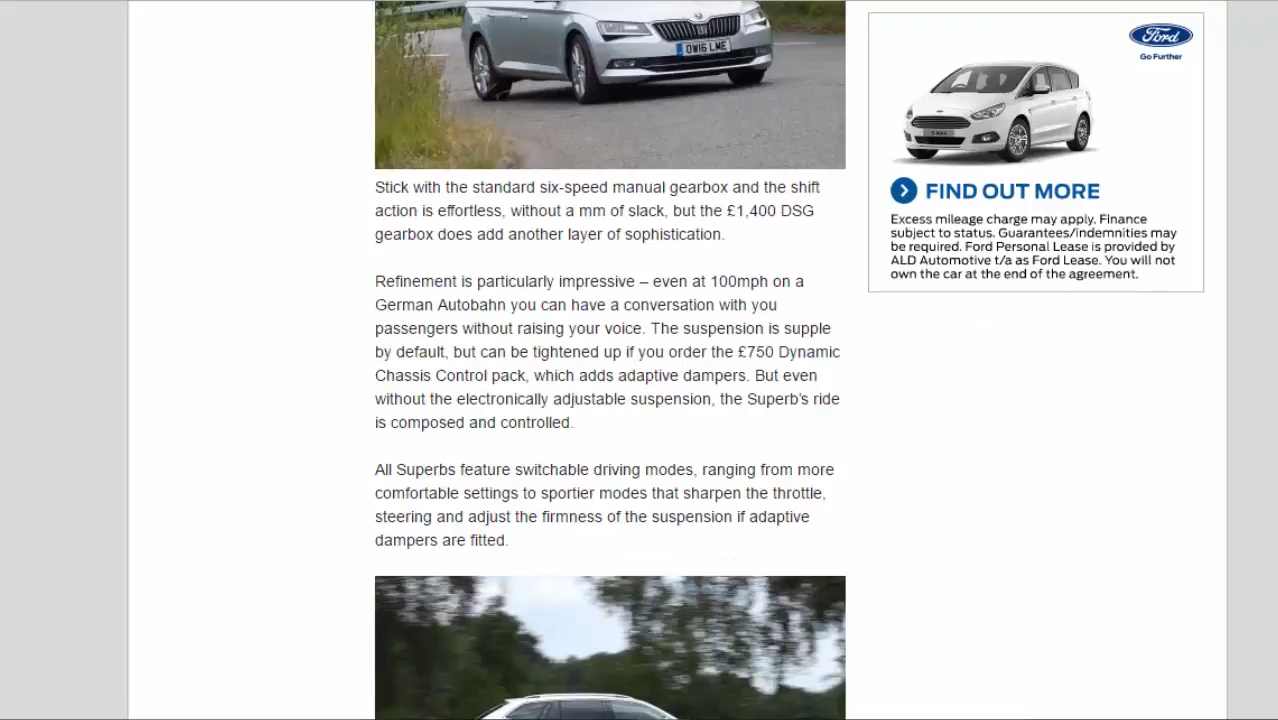 OW16 LME
Stick with the standard six-speed manual gearbox and the shift
action is effortless, without a mm of slack, but the £1,400 DSG
gearbox does add another layer of sophistication.
Refinement is particularly impressive – even at 100mph on a
German Autobahn you can have a conversation with you
passengers without raising your voice. The suspension is supple
by default, but can be tightened up if you order the £750 Dynamic
Chassis Control pack, which adds adaptive dampers. But even
without the electronically adjustable suspension, the Superb's ride
is composed and controlled.
All Superbs feature switchable driving modes, ranging from more
comfortable settings to sportier modes that sharpen the throttle,
steering and adjust the firmness of the suspension if adaptive
dampers are fitted.
Ford
Go Further
S-MAX
FIND OUT MORE
Excess mileage charge may apply. Finance
subject to status. Guarantees/indemnities may
be required. Ford Personal Lease is provided by
ALD Automotive t/a as Ford Lease. You will not
own the car at the end of the agreement.